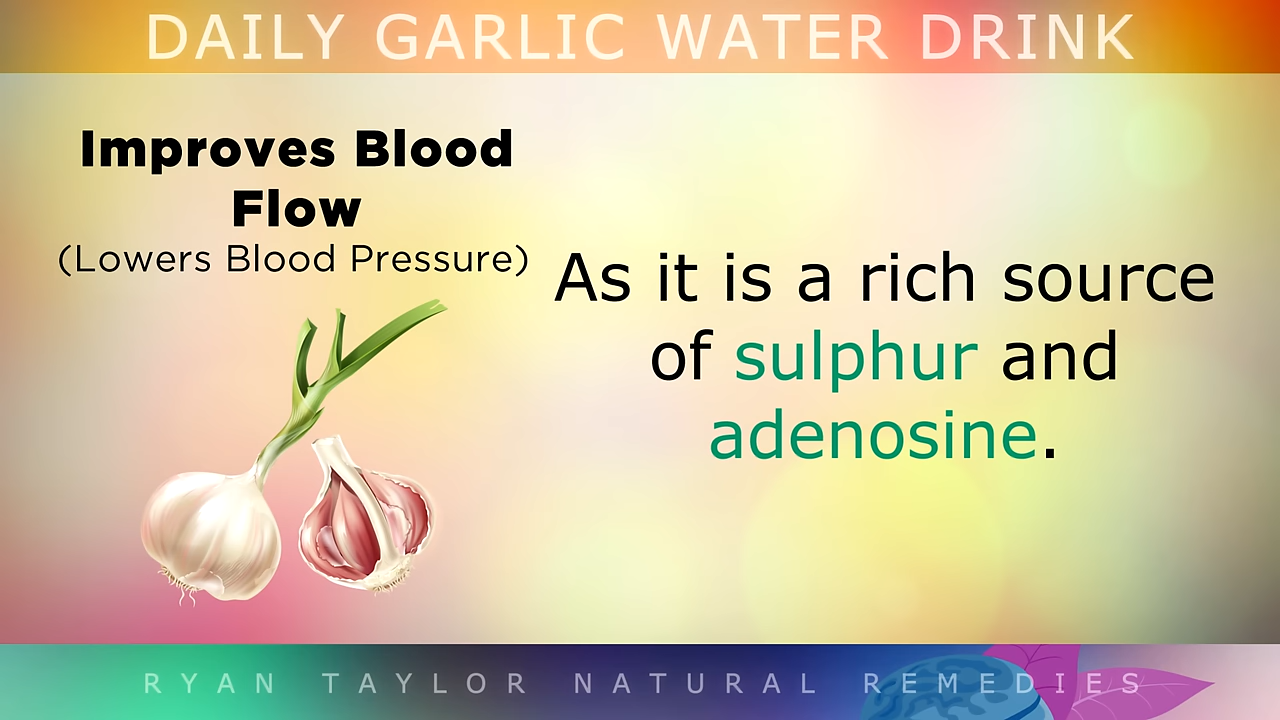 DAILY GARLIC WATER DRINK
Improves Blood
Flow
(Lowers Blood Pressure)
As it is a rich source
of sulphur and
adenosine.
RYAN TAYLOR NATURAL REMEDIES